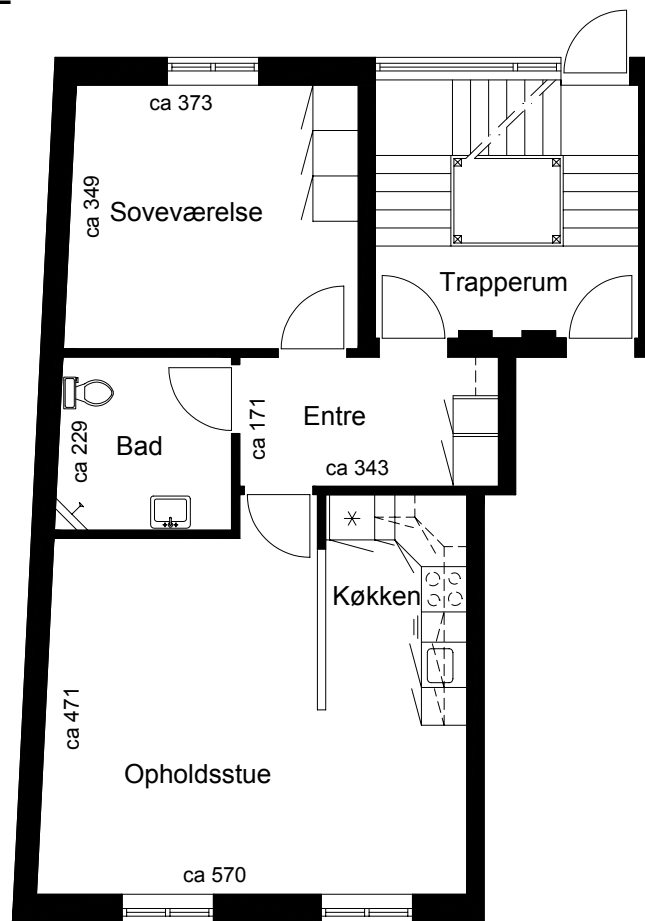 ca 373
ca 349
Soveværelse
Trapperum
Entre
ca 171
ca 229
Bad
ca 343
Køkken
ca 471
Opholdsstue
ca 570